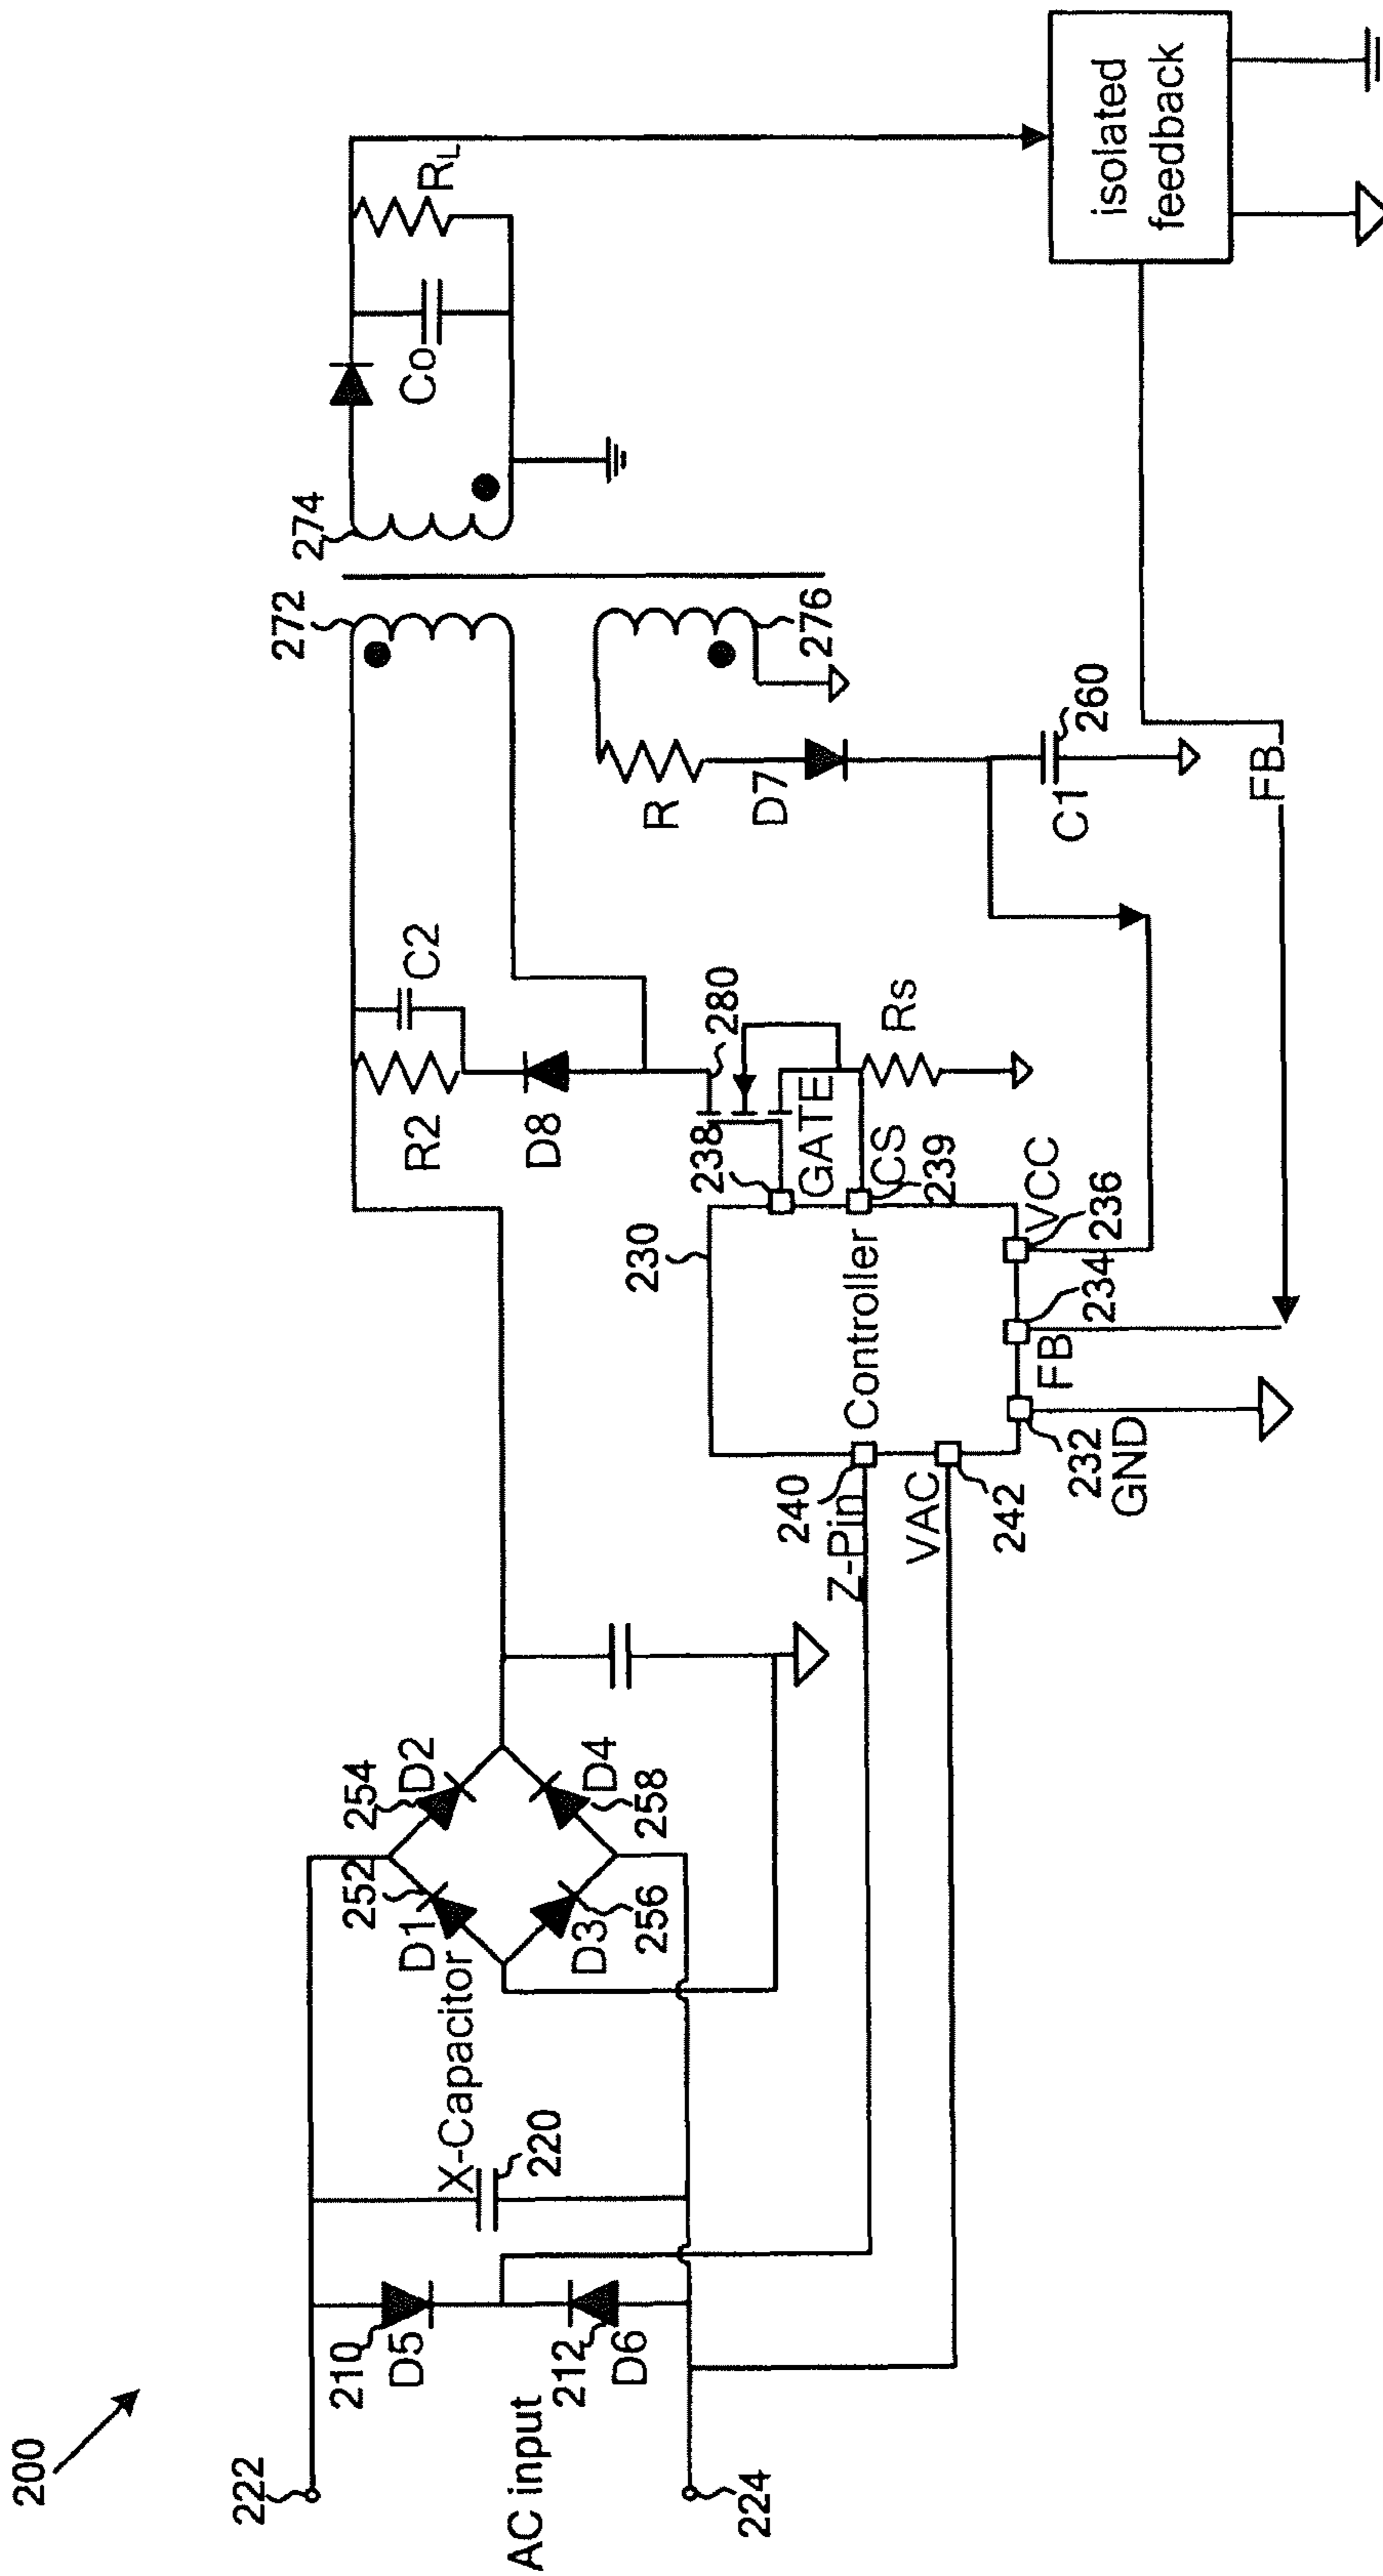 200
222
210
D5
AC input
212
D6
224
X-Capacitor
220
252
D1
254
D2
D3
256
D4
258
240
Z-Pin
VAC
242
230
Controller
238
GATE
CS
239
VCC
236
234
FB
232
GND
R2
C2
D8
280
Rs
272
274
276
R
D7
C1
260
Co
RL
FB
isolated
feedback